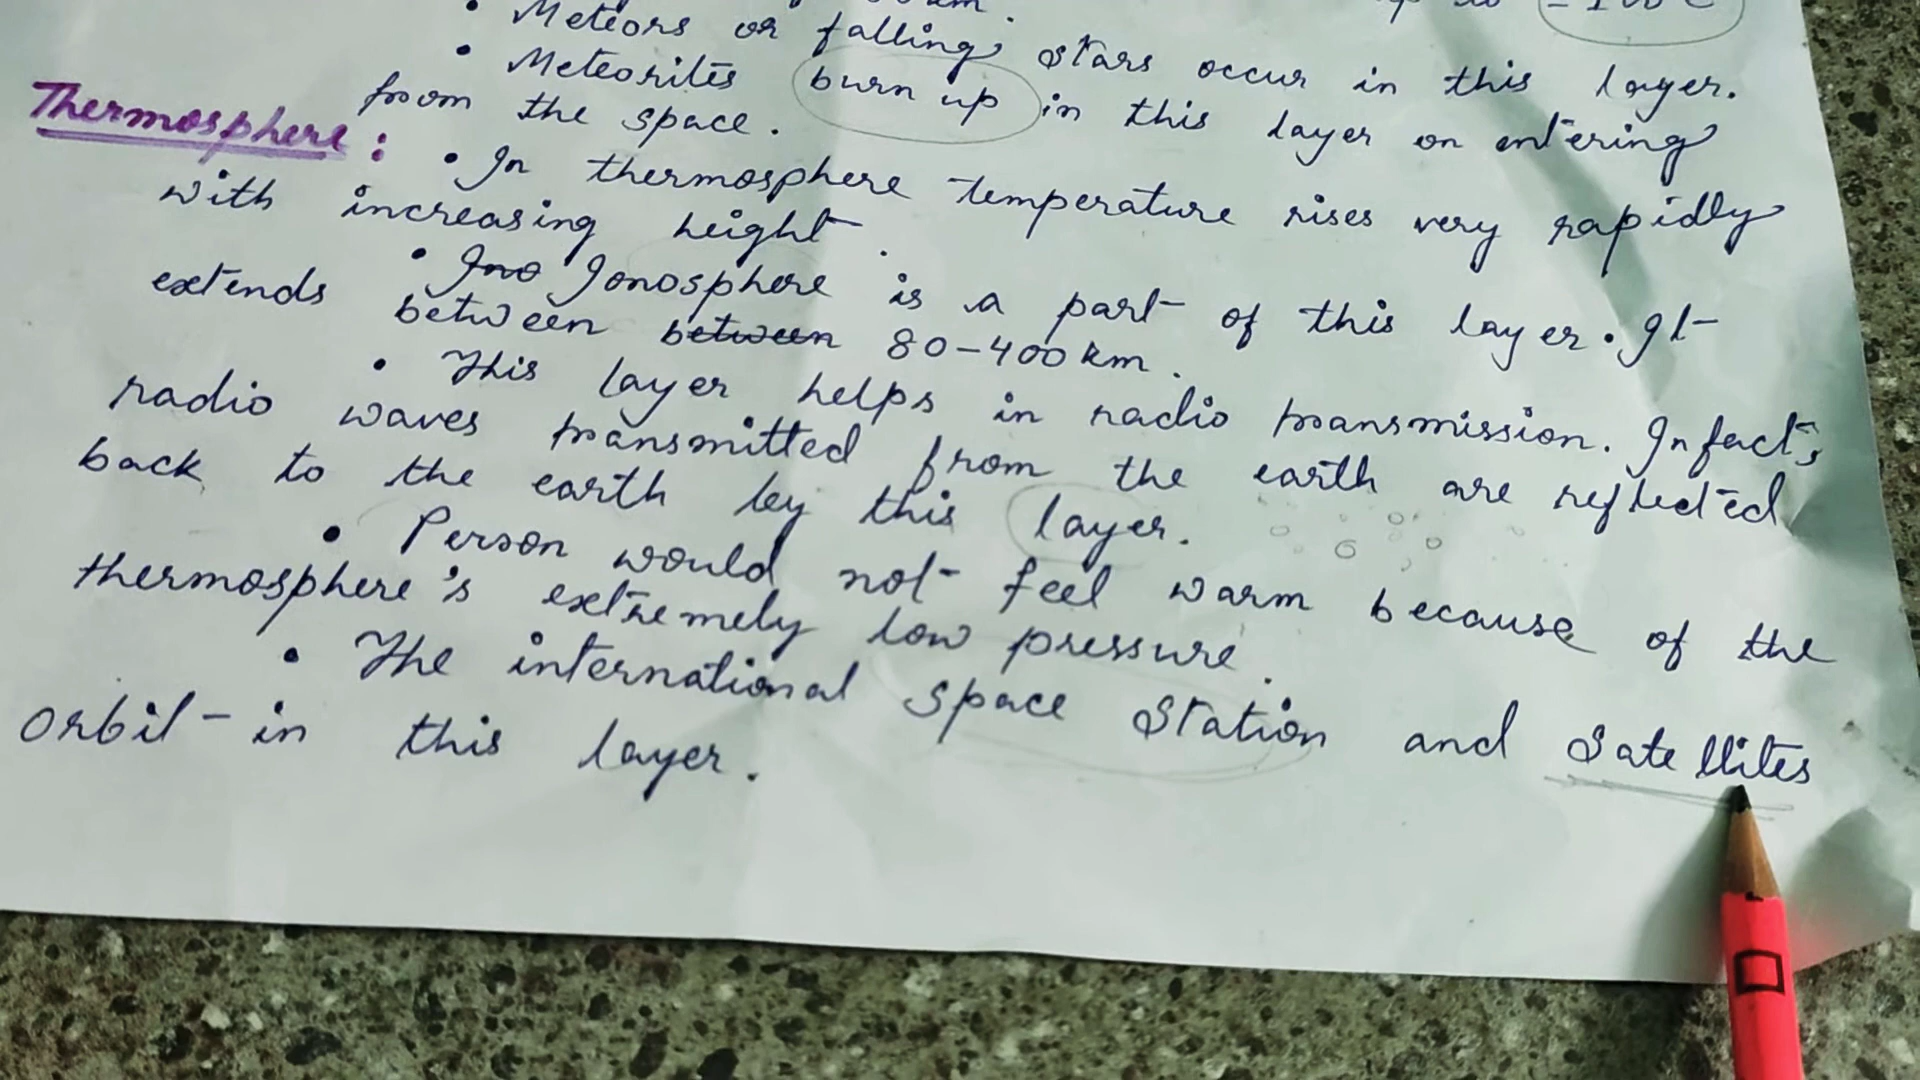 km.
- 100°C
• Meteors or falling stars occur in this layer.
• Meteorites burn up in this layer on entering
from the space.
Thermosphere : • In thermosphere temperature rises very rapidly
with increasing height.
• Ino Ionosphere is a part of this layer. It
extends between between 80-400 km.
• This layer helps in radio transmission. In fact,
radio waves transmitted from the earth are reflected
back to the earth by this layer.
• Person would not feel warm because of the
thermosphere's extremely low pressure.
• The international space station and satellites
orbit in this layer.